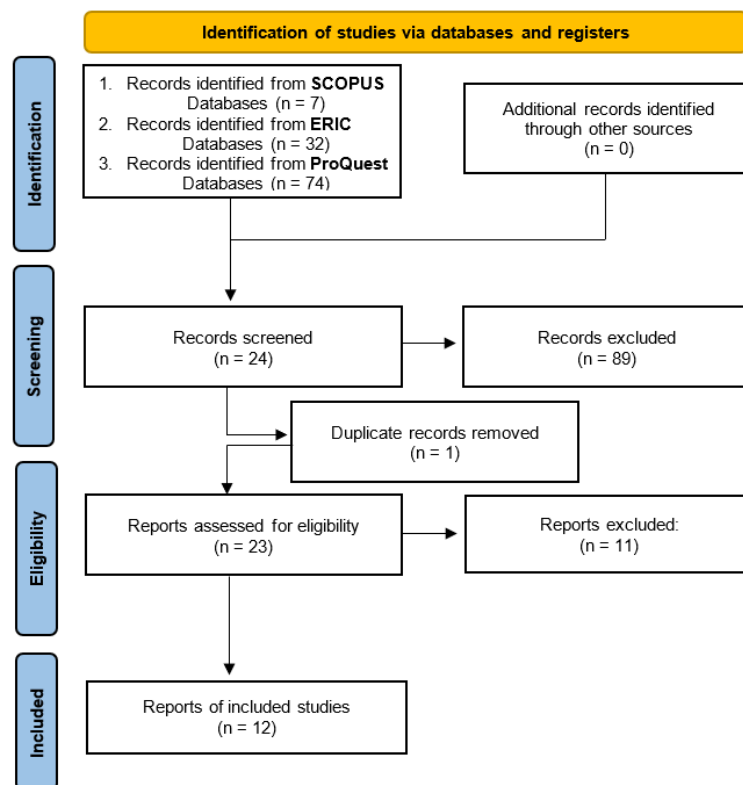 Identification of studies via databases and registers
Identification
1. Records identified from SCOPUS
Databases (n = 7)
2. Records identified from ERIC
Databases (n = 32)
3. Records identified from ProQuest
Databases (n = 74)
Additional records identified
through other sources
(n = 0)
Screening
Records screened
(n = 24)
Records excluded
(n = 89)
Duplicate records removed
(n = 1)
Eligibility
Reports assessed for eligibility
(n = 23)
Reports excluded:
(n = 11)
Included
Reports of included studies
(n = 12)